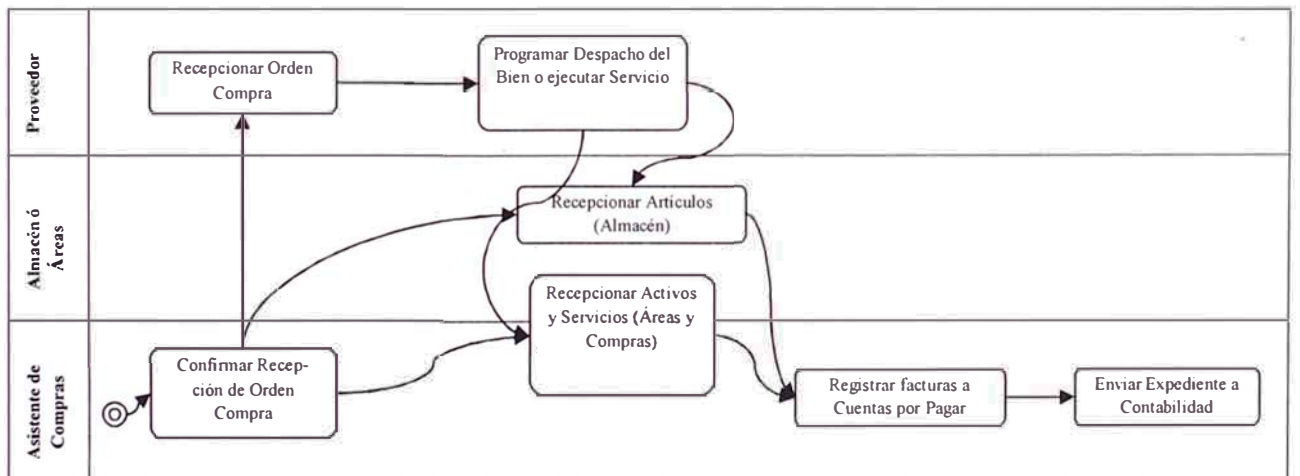 Proveedor
Recepcionar Orden
Compra
Programar Despacho del
Bien o ejecutar Servicio
Almacén ó
Áreas
Recepcionar Artículos
(Almacén)
Recepcionar Activos
y Servicios (Áreas y
Compras)
Asistente de
Compras
Confirmar Recep-
ción de Orden
Compra
Registrar facturas a
Cuentas por Pagar
Enviar Expediente a
Contabilidad